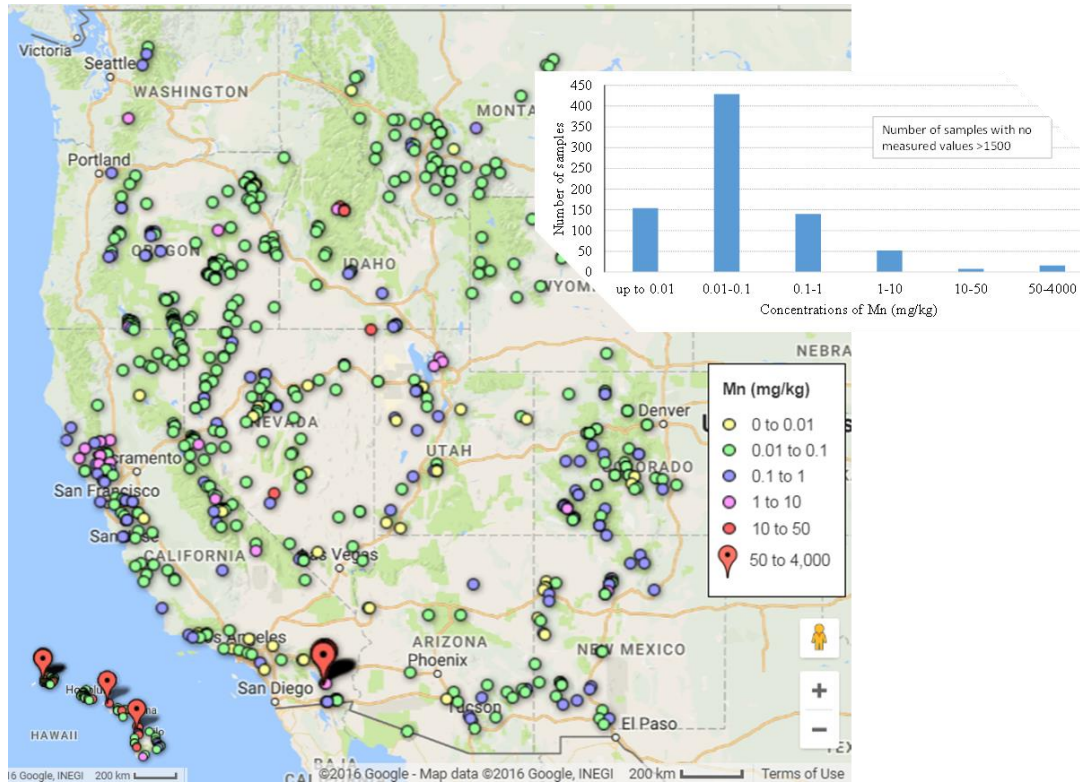 Victoria
Seattle
WASHINGTON
MONTA
Portland
OREGON
IDAHO
WYOM
NEBRA
NEVADA
Denver
UTAH
COLORADO
cramento
San Francisco
San Jose
CALIFORNIA
Las Vegas
Los Angeles
ARIZONA
Phoenix
NEW MEXICO
San Diego
Tucson
El Paso
HAWAII
BAJA
CAL
TEX
450
400
350
300
250
200
150
100
50
0
Number of samples
Number of samples with no
measured values >1500
up to 0.01 0.01-0.1 0.1-1 1-10 10-50 50-4000
Concentrations of Mn (mg/kg)
Mn (mg/kg)
0 to 0.01
0.01 to 0.1
0.1 to 1
1 to 10
10 to 50
50 to 4,000
+
−
16 Google, INEGI 200 km
©2016 Google - Map data ©2016 Google, INEGI 200 km Terms of Use